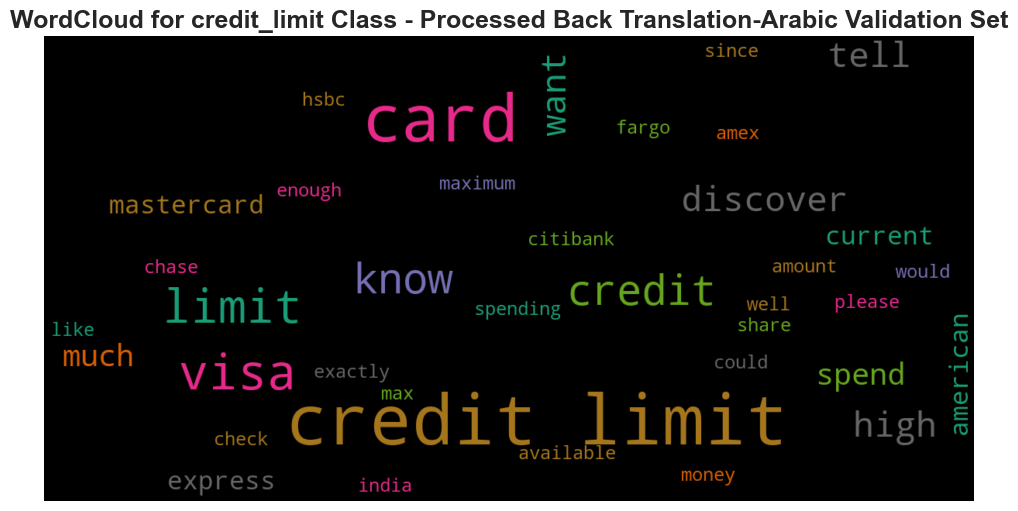 WordCloud for credit_limit Class - Processed Back Translation-Arabic Validation Set
since
tell
want
hsbc
card
fargo
amex
maximum
enough
mastercard
discover
citibank
current
chase
know
amount
would
credit
limit
spending
well
please
share
like
much
visa
exactly
could
spend
american
max
credit limit
high
check
available
express
india
money